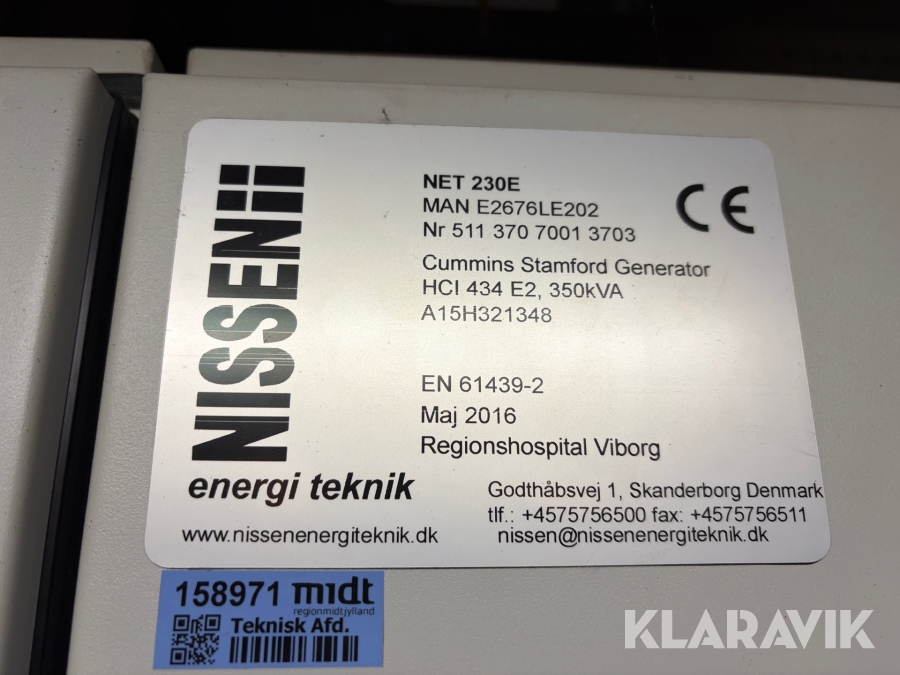 NISSEN
energi teknik
www.nissenenergiteknik.dk
NET 230E
MAN E2676LE202
Nr 511 370 7001 3703
Cummins Stamford Generator
HCI 434 E2, 350kVA
A15H321348
EN 61439-2
Maj 2016
Regionshospital Viborg
CE
Godthåbsvej 1, Skanderborg Denmark
tlf.: +4575756500 fax: +4575756511
nissen@nissenenergiteknik.dk
158971 midt
regionmidtjylland
Teknisk Afd.
KLARAVIK